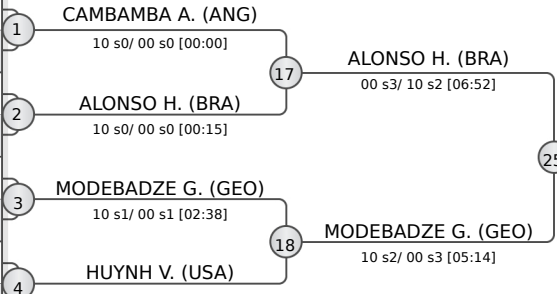 CAMBAMBA A. (ANG)
1
10 s0/ 00 s0 [00:00]
ALONSO H. (BRA)
17
00 s3/ 10 s2 [06:52]
ALONSO H. (BRA)
2
10 s0/ 00 s0 [00:15]
25
MODEBADZE G. (GEO)
3
10 s1/ 00 s1 [02:38]
MODEBADZE G. (GEO)
18
10 s2/ 00 s3 [05:14]
HUYNH V. (USA)
4